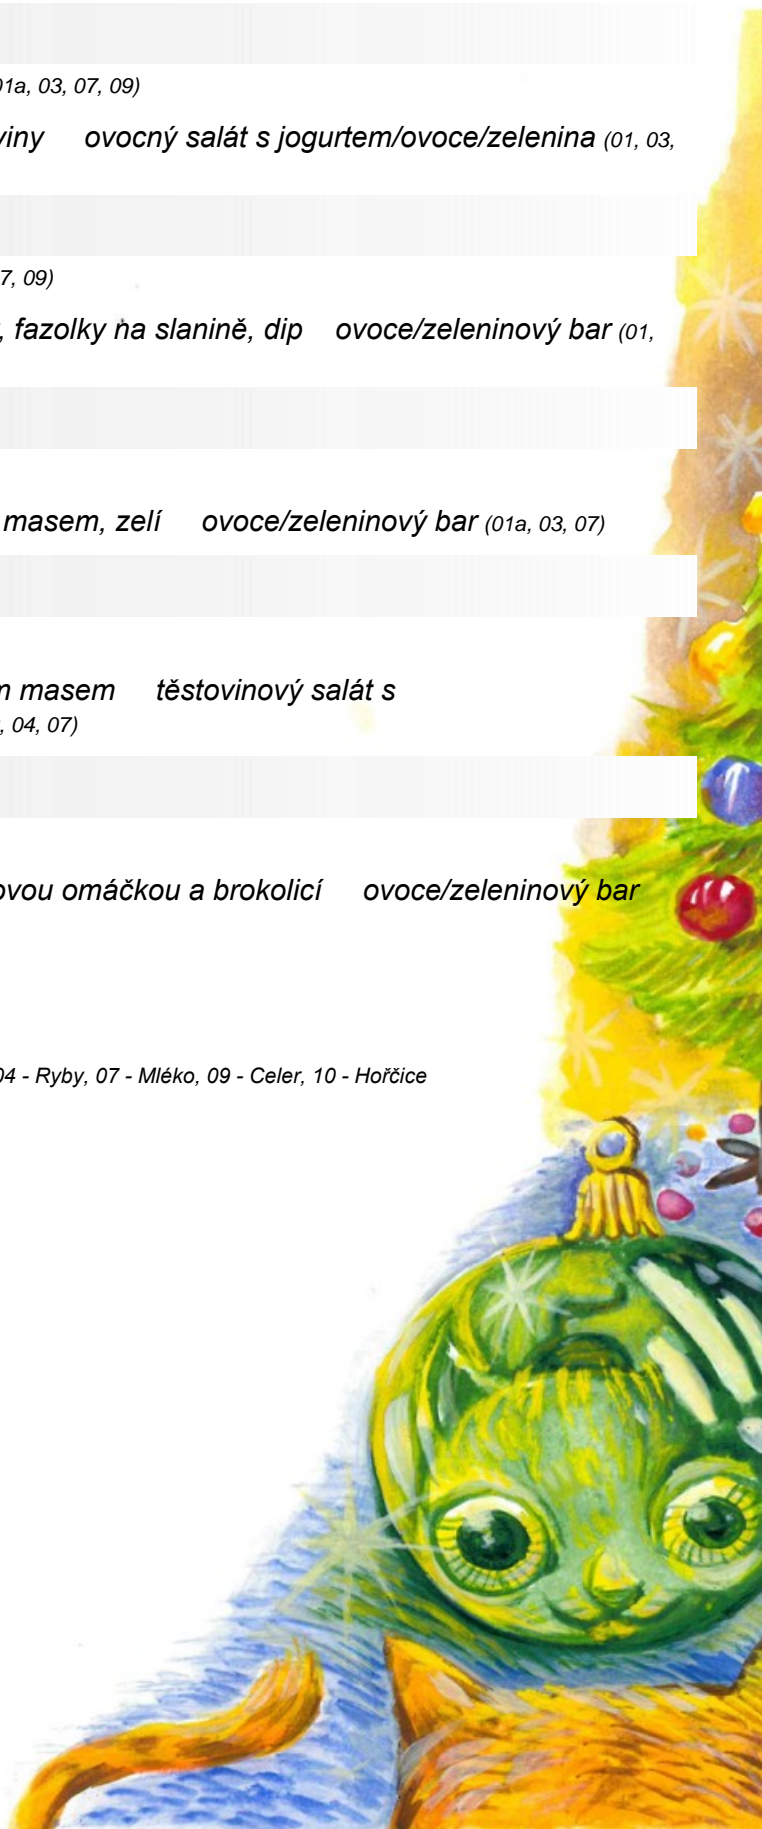 01a, 03, 07, 09)
viny ovocný salát s jogurtem/ovoce/zelenina (01, 03,
7, 09)
, fazolky na slanině, dip ovoce/zeleninový bar (01,
masem, zelí ovoce/zeleninový bar (01a, 03, 07)
m masem těstovinový salát s
, 04, 07)
ovou omáčkou a brokolicí ovoce/zeleninový bar
04 - Ryby, 07 - Mléko, 09 - Celer, 10 - Hořčice